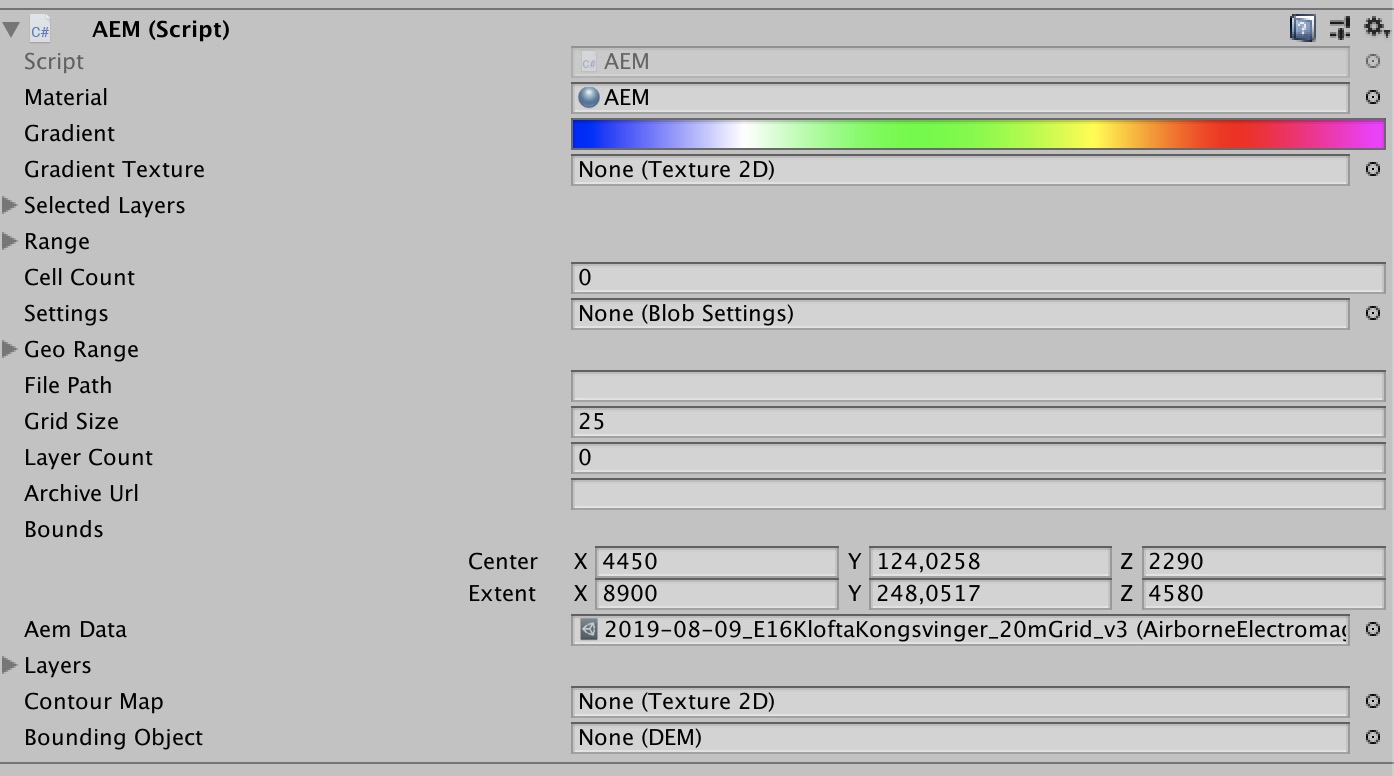 C# AEM (Script)
Script C# AEM
Material AEM
Gradient
Gradient Texture None (Texture 2D)
Selected Layers
Range
Cell Count 0
Settings None (Blob Settings)
Geo Range
File Path
Grid Size 25
Layer Count 0
Archive Url
Bounds
Center X 4450 Y 124,0258 Z 2290
Extent X 8900 Y 248,0517 Z 4580
Aem Data 2019-08-09_E16KloftaKongsvinger_20mGrid_v3 (AirborneElectromag
Layers
Contour Map None (Texture 2D)
Bounding Object None (DEM)